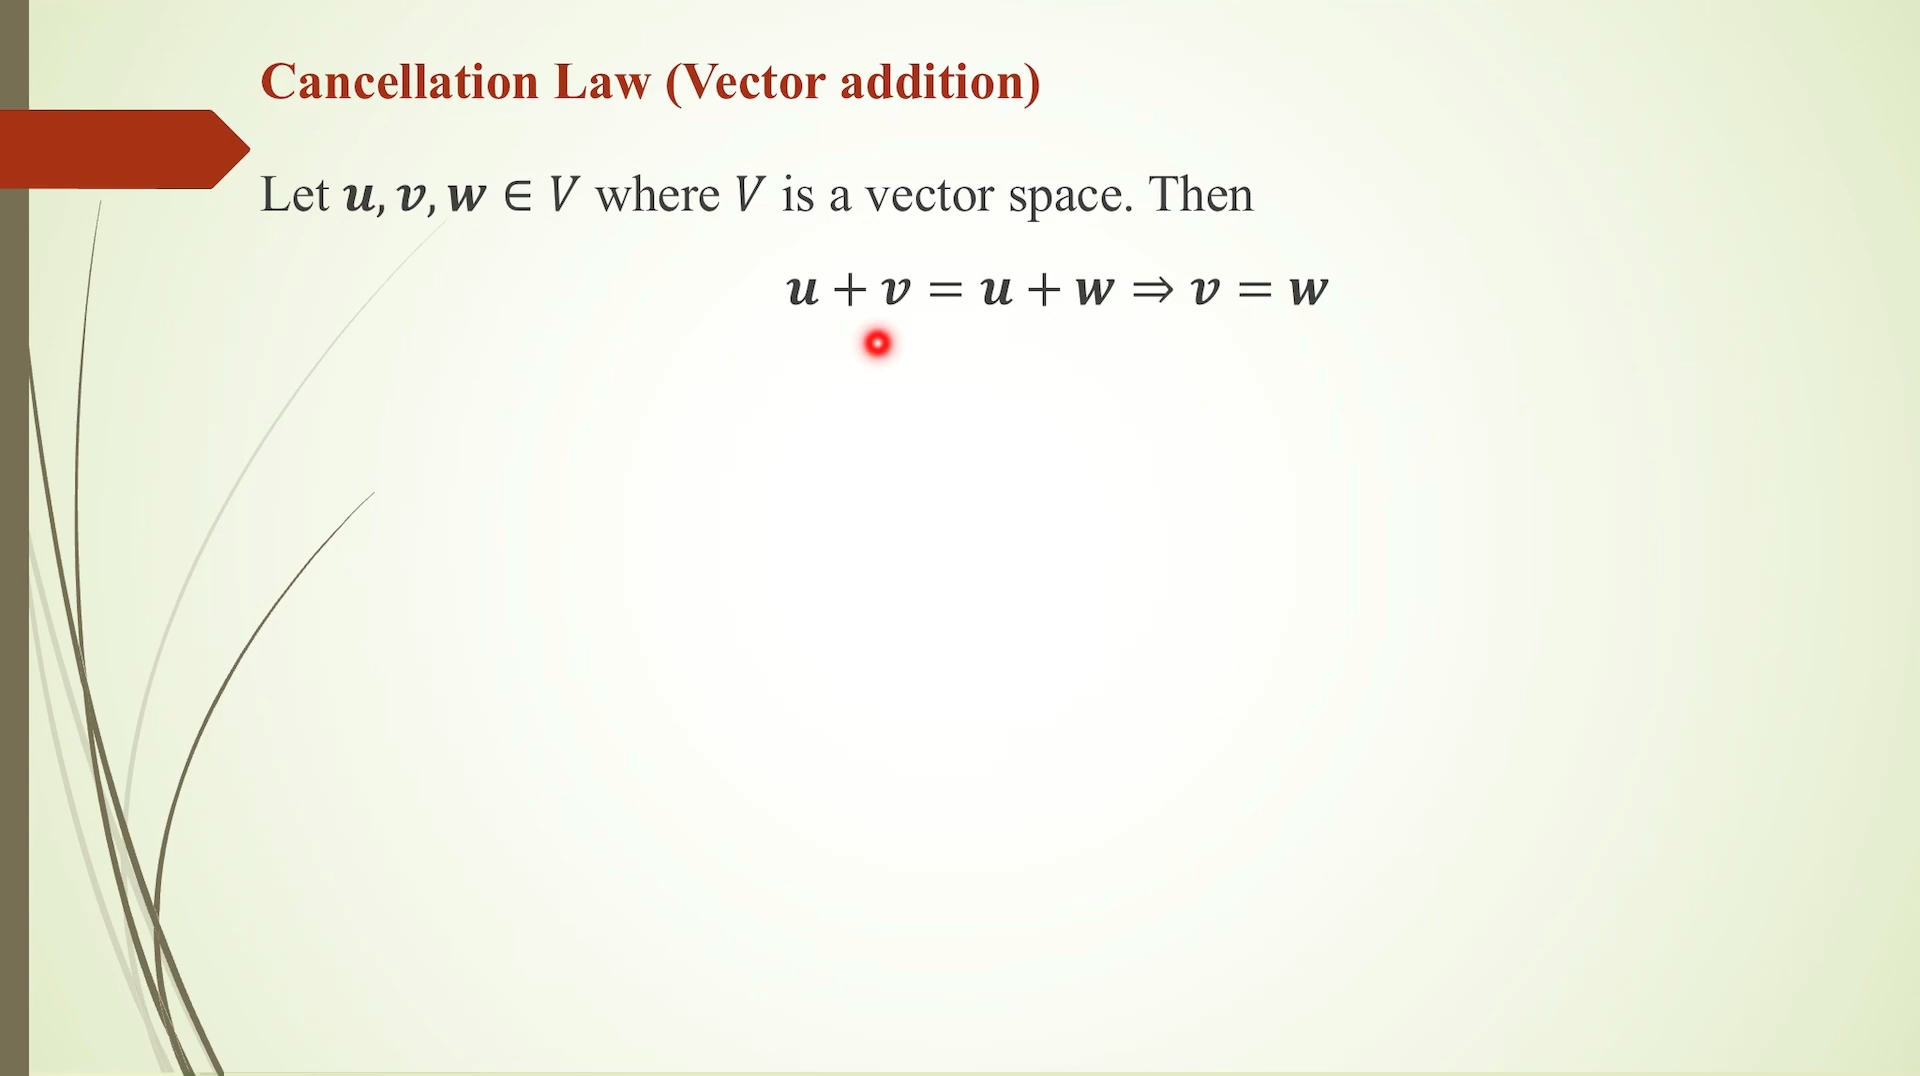 Cancellation Law (Vector addition)
Let 𝒖, 𝒗, 𝒘 ∈ 𝑉 where 𝑉 is a vector space. Then
𝒖 + 𝒗 = 𝒖 + 𝒘 ⇒ 𝒗 = 𝒘